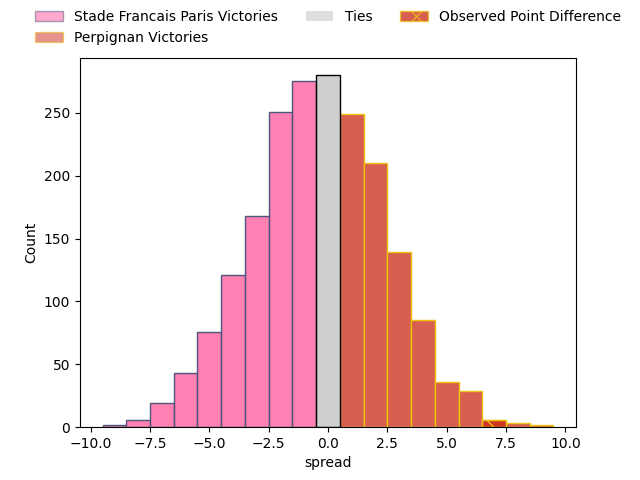 Stade Francais Paris Victories
Ties
Observed Point Difference
Perpignan Victories
Count
250
200
150
100
50
0
−10.0
−7.5
−5.0
−2.5
0.0
2.5
5.0
7.5
10.0
spread